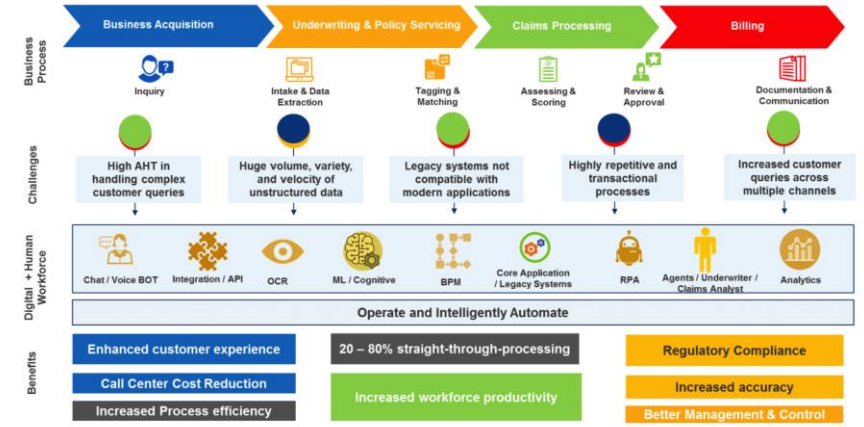 Business Acquisition
Underwriting & Policy Servicing
Claims Processing
Billing
Business
Process
Inquiry
Intake & Data
Extraction
Tagging &
Matching
Assessing &
Scoring
Review &
Approval
Documentation &
Communication
Challenges
High AHT in
handling complex
customer queries
Huge volume, variety,
and velocity of
unstructured data
Legacy systems not
compatible with
modern applications
Highly repetitive and
transactional
processes
Increased customer
queries across
multiple channels
Digital + Human
Workforce
Chat / Voice BOT
Integration / API
OCR
ML / Cognitive
BPM
Core Application
/ Legacy Systems
RPA
Agents / Underwriter /
Claims Analyst
Analytics
Operate and Intelligently Automate
Benefits
Enhanced customer experience
20 – 80% straight-through-processing
Regulatory Compliance
Call Center Cost Reduction
Increased workforce productivity
Increased accuracy
Increased Process efficiency
Better Management & Control